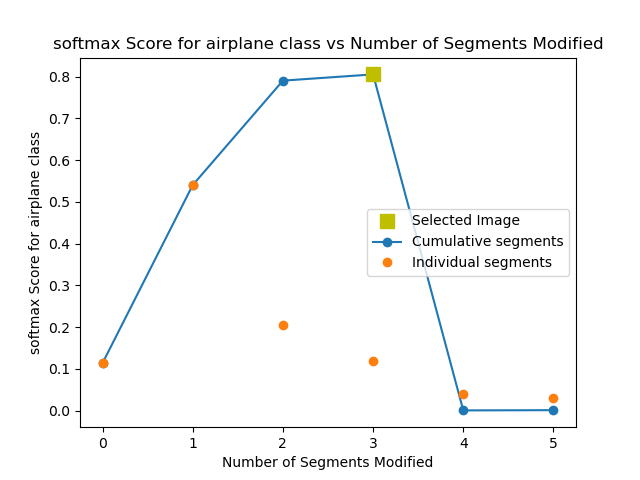 softmax Score for airplane class vs Number of Segments Modified
softmax Score for airplane class
0.8
0.7
0.6
0.5
0.4
0.3
0.2
0.1
0.0
Selected Image
Cumulative segments
Individual segments
0 1 2 3 4 5
Number of Segments Modified